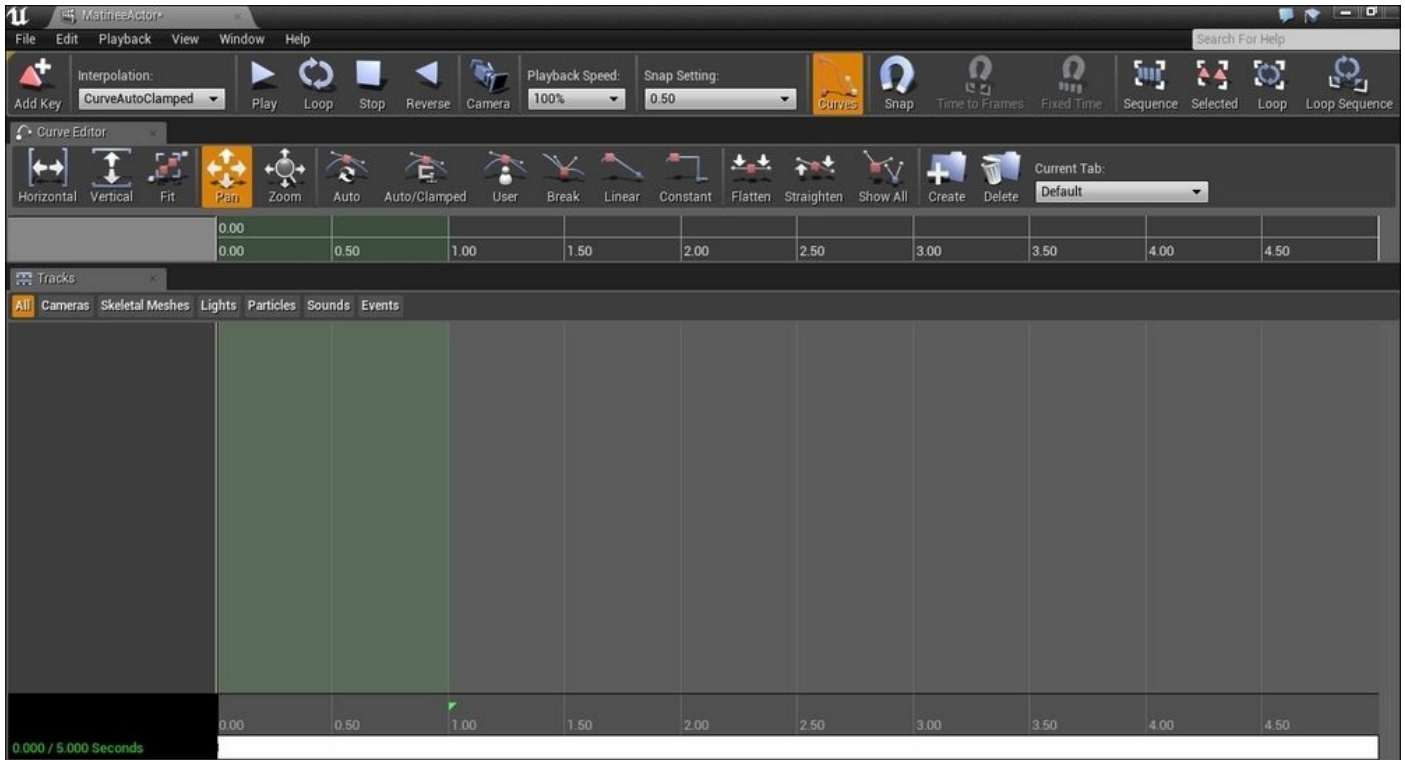 MatineeActor*
File Edit Playback View Window Help Search For Help
Interpolation: Playback Speed: Snap Setting:
CurveAutoClamped 100% 0.50
Add Key Play Loop Stop Reverse Camera Curves Snap Time to Frames Fixed Time Sequence Selected Loop Loop Sequence
Curve Editor
Current Tab:
Default
Horizontal Vertical Fit Pan Zoom Auto Auto/Clamped User Break Linear Constant Flatten Straighten Show All Create Delete
0.00
0.00 0.50 1.00 1.50 2.00 2.50 3.00 3.50 4.00 4.50
Tracks
All Cameras Skeletal Meshes Lights Particles Sounds Events
0.00 0.50 1.00 1.50 2.00 2.50 3.00 3.50 4.00 4.50
0.000 / 5.000 Seconds